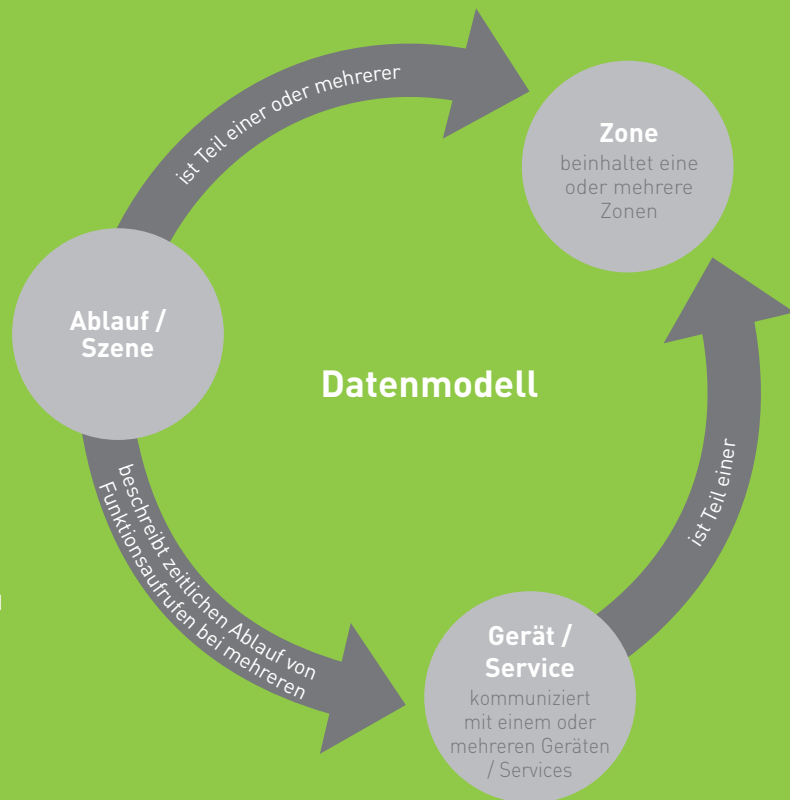 ist Teil einer oder mehrerer
Zone
beinhaltet eine
oder mehrere
Zonen
Ablauf /
Szene
Datenmodell
beschreibt zeitlichen Ablauf von
Funktionsaufrufen bei mehreren
ist Teil einer
Gerät /
Service
kommuniziert
mit einem oder
mehreren Geräten
/ Services